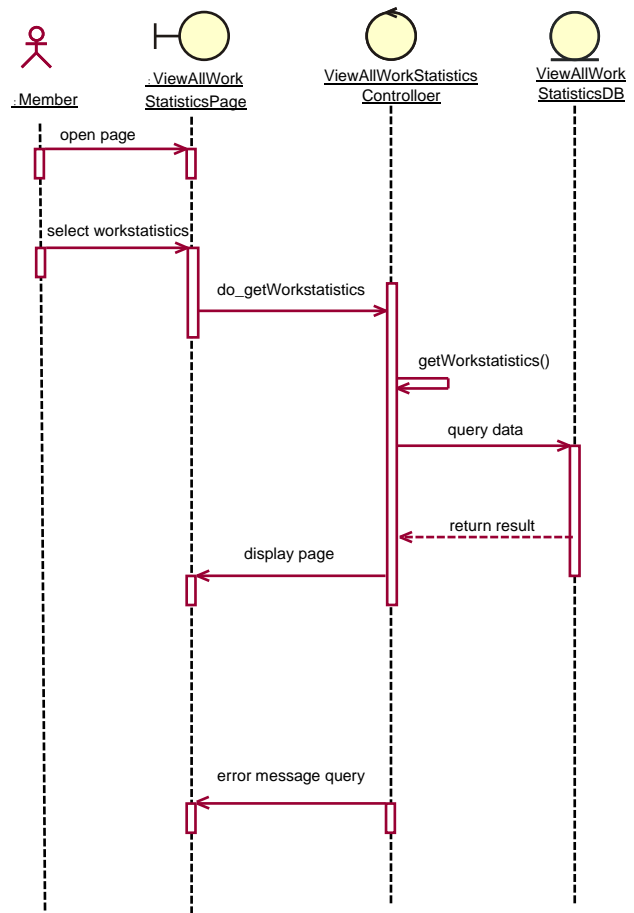 : ViewAllWork
StatisticsPage
ViewAllWorkStatistics
Controlloer
ViewAllWork
StatisticsDB
: Member
open page
select workstatistics
do_getWorkstatistics
getWorkstatistics()
query data
return result
display page
error message query